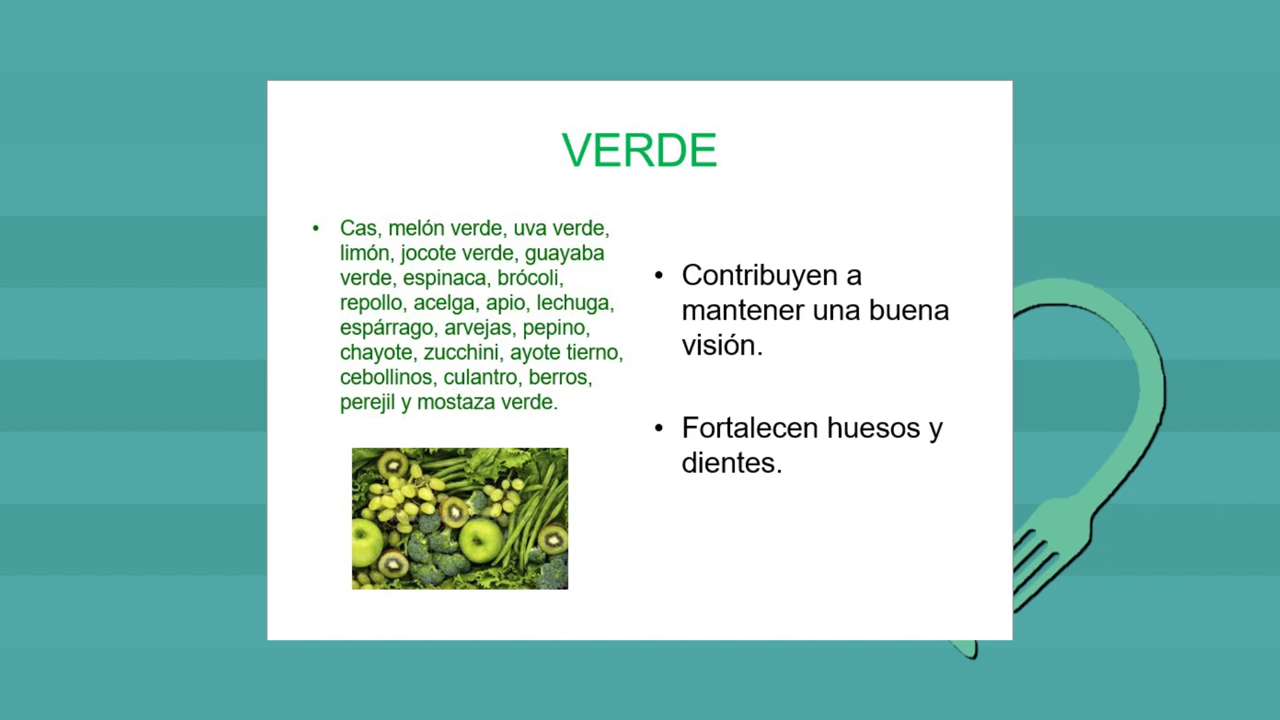 VERDE
• Cas, melón verde, uva verde,
limón, jocote verde, guayaba
verde, espinaca, brócoli,
repollo, acelga, apio, lechuga,
espárrago, arvejas, pepino,
chayote, zucchini, ayote tierno,
cebollinos, culantro, berros,
perejil y mostaza verde.
• Contribuyen a
mantener una buena
visión.
• Fortalecen huesos y
dientes.